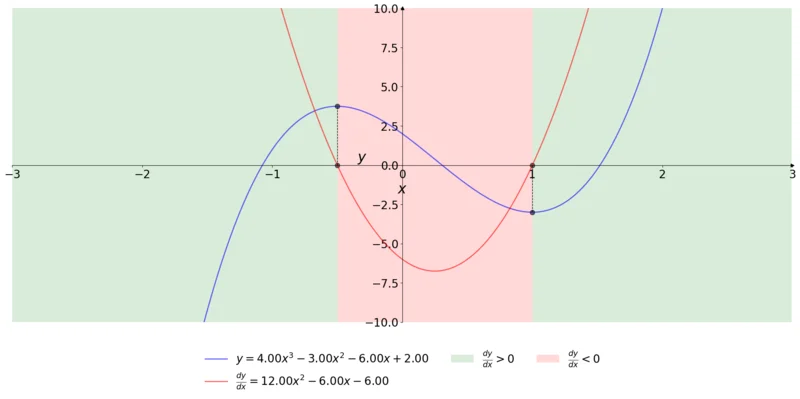 10.0
7.5
5.0
2.5
y
0.0
−3 −2 −1 0 1 2 3
x
−2.5
−5.0
−7.5
−10.0
y = 4.00x³ − 3.00x² − 6.00x + 2.00
dy/dx > 0
dy/dx < 0
dy/dx = 12.00x² − 6.00x − 6.00